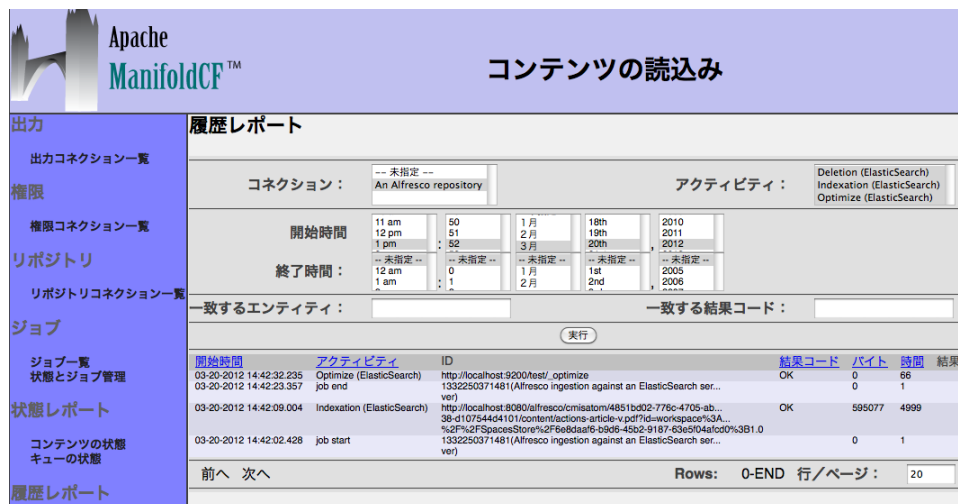 Apache
ManifoldCF™
コンテンツの読込み
出力
出力コネクション一覧
権限
権限コネクション一覧
リポジトリ
リポジトリコネクション一覧
ジョブ
ジョブ一覧
状態とジョブ管理
状態レポート
コンテンツの状態
キューの状態
履歴レポート
履歴レポート
コネクション：
-- 未指定 --
An Alfresco repository
アクティビティ：
Deletion (ElasticSearch)
Indexation (ElasticSearch)
Optimize (ElasticSearch)
開始時間
11 am 50 1月 18th 2010
12 pm 51 2月 19th 2011
1 pm : 52 3月 20th , 2012
終了時間：
-- 未指定 -- -- 未指定 -- -- 未指定 -- -- 未指定 -- -- 未指定 --
12 am 0 1月 1st 2005
1 am : 1 2月 2nd , 2006
一致するエンティティ： 一致する結果コード：
実行
開始時間 アクティビティ ID 結果コード バイト 時間 結果
03-20-2012 14:42:32.235 Optimize (ElasticSearch) http://localhost:9200/test/_optimize OK 0 66
03-20-2012 14:42:23.357 job end 1332250371481(Alfresco ingestion against an ElasticSearch ser... 0 1
ver)
03-20-2012 14:42:09.004 Indexation (ElasticSearch) http://localhost:8080/alfresco/cmisatom/4851bd02-776c-4705-ab... OK 595077 4999
38-d107544d4101/content/actions-article-v.pdf?id=workspace%3A...
%2F%2FSpacesStore%2F6e8daaf6-b9d6-45b2-9187-63e5f04afcd0%3B1.0
03-20-2012 14:42:02.428 job start 1332250371481(Alfresco ingestion against an ElasticSearch ser... 0 1
ver)
前へ 次へ Rows: 0-END 行／ページ： 20